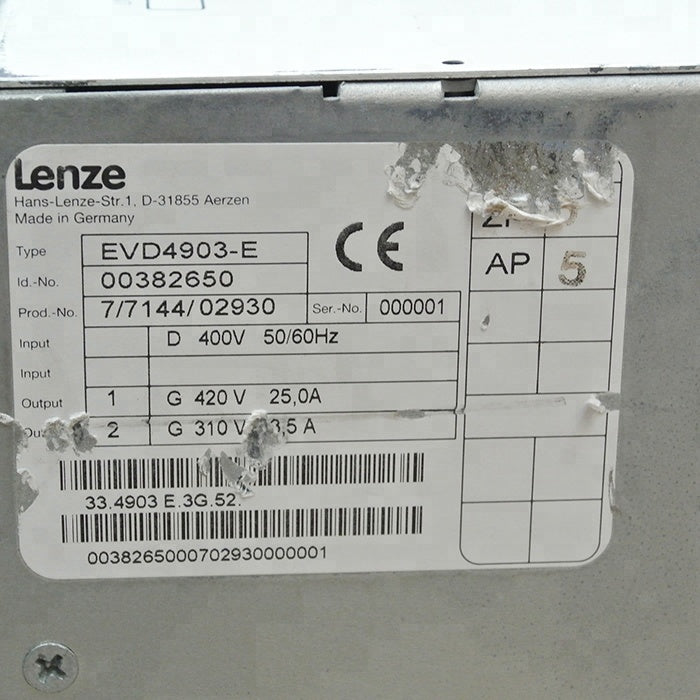 Lenze
Hans-Lenze-Str.1, D-31855 Aerzen
Made in Germany
CE
Type EVD4903-E
Id.-No. 00382650
Prod.-No. 7/7144/02930 Ser.-No. 000001
Input D 400V 50/60Hz
Input
Output 1 G 420 V 25,0A
2 G 310 V 3,5 A
33.4903 E.3G.52.
0038265000702930000001
AP 5